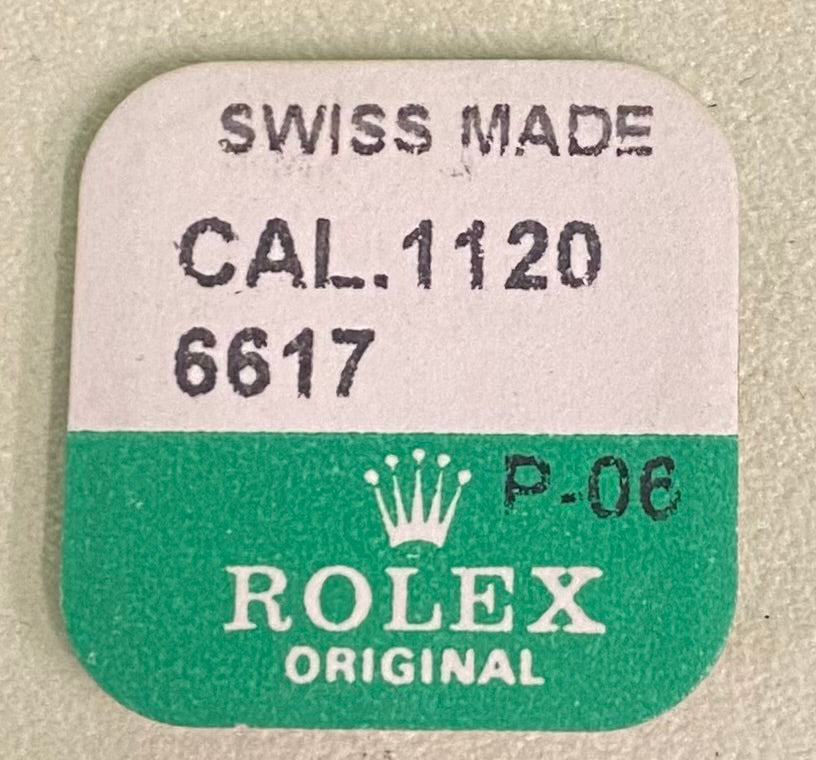 SWISS MADE
CAL.1120
6617
P-06
ROLEX
ORIGINAL